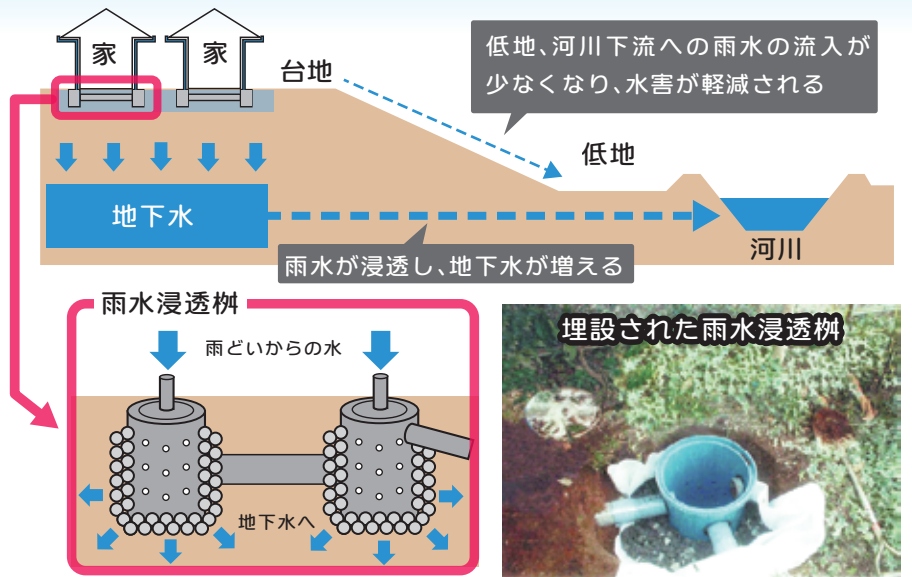 家
家
台地
低地、河川下流への雨水の流入が
少なくなり、水害が軽減される
低地
地下水
河川
雨水が浸透し、地下水が増える
雨水浸透桝
雨どいからの水
地下水へ
埋設された雨水浸透桝